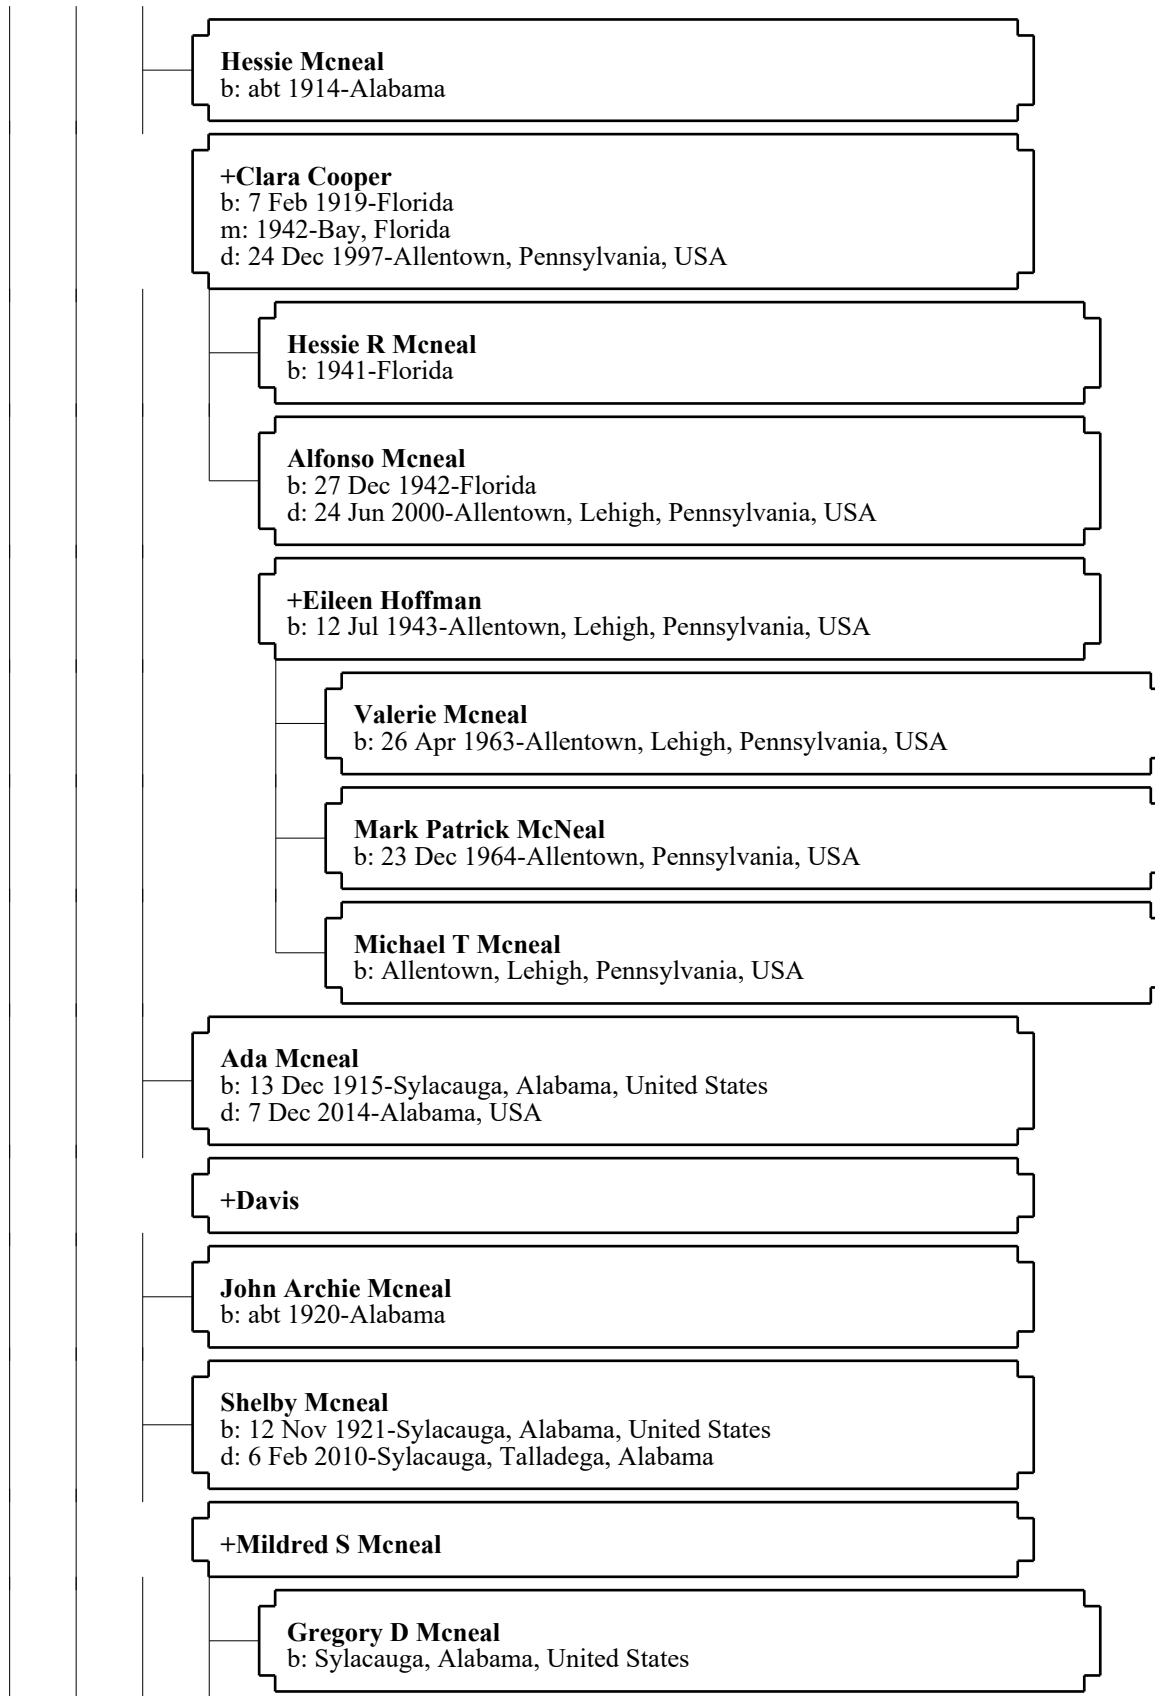 Hessie Mcneal
b: abt 1914-Alabama
+Clara Cooper
b: 7 Feb 1919-Florida
m: 1942-Bay, Florida
d: 24 Dec 1997-Allentown, Pennsylvania, USA
Hessie R Mcneal
b: 1941-Florida
Alfonso Mcneal
b: 27 Dec 1942-Florida
d: 24 Jun 2000-Allentown, Lehigh, Pennsylvania, USA
+Eileen Hoffman
b: 12 Jul 1943-Allentown, Lehigh, Pennsylvania, USA
Valerie Mcneal
b: 26 Apr 1963-Allentown, Lehigh, Pennsylvania, USA
Mark Patrick McNeal
b: 23 Dec 1964-Allentown, Pennsylvania, USA
Michael T Mcneal
b: Allentown, Lehigh, Pennsylvania, USA
Ada Mcneal
b: 13 Dec 1915-Sylacauga, Alabama, United States
d: 7 Dec 2014-Alabama, USA
+Davis
John Archie Mcneal
b: abt 1920-Alabama
Shelby Mcneal
b: 12 Nov 1921-Sylacauga, Alabama, United States
d: 6 Feb 2010-Sylacauga, Talladega, Alabama
+Mildred S Mcneal
Gregory D Mcneal
b: Sylacauga, Alabama, United States